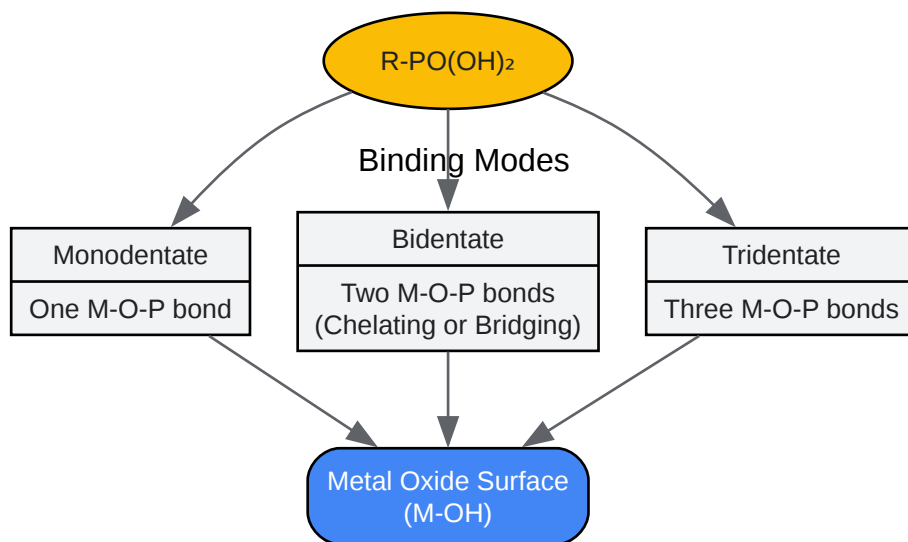 R-PO(OH)₂
Binding Modes
Monodentate
One M-O-P bond
Bidentate
Two M-O-P bonds
(Chelating or Bridging)
Tridentate
Three M-O-P bonds
Metal Oxide Surface
(M-OH)